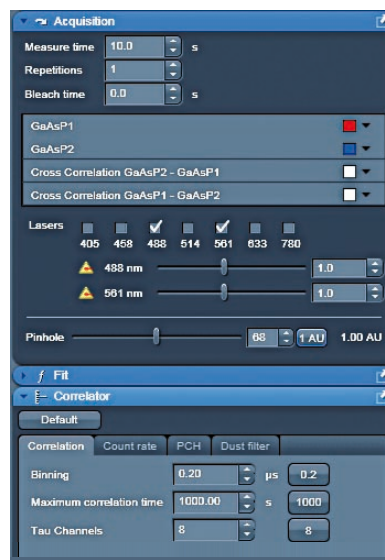 Acquisition
Measure time 10.0 s
Repetitions 1
Bleach time 0.0 s
GaAsP1
GaAsP2
Cross Correlation GaAsP2 - GaAsP1
Cross Correlation GaAsP1 - GaAsP2
Lasers
405 458 488 514 561 633 780
488 nm 1.0
561 nm 1.0
Pinhole 68 1 AU 1.00 AU
f Fit
Correlator
Default
Correlation Count rate PCH Dust filter
Binning 0.20 µs 0.2
Maximum correlation time 1000.00 s 1000
Tau Channels 8 8